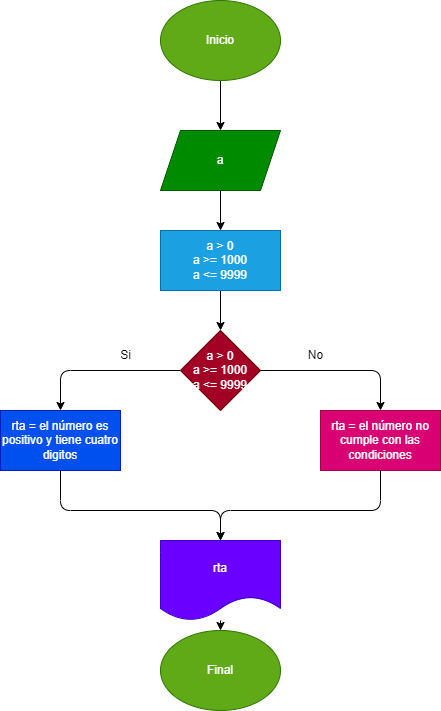 Inicio
a
a > 0
a >= 1000
a <= 9999
Si
a > 0
a >= 1000
a <= 9999
No
rta = el número es
positivo y tiene cuatro
digitos
rta = el número no
cumple con las
condiciones
rta
Final